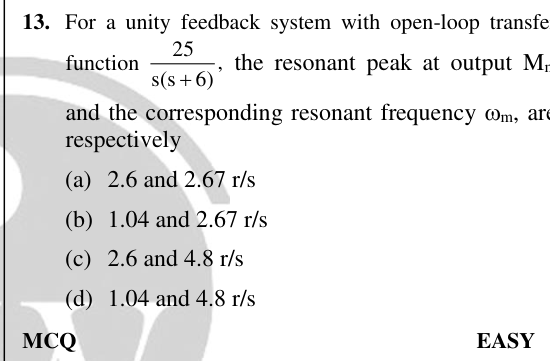 13. For a unity feedback system with open-loop transfe
function 25/s(s+6), the resonant peak at output M
and the corresponding resonant frequency ωm, are
respectively
(a) 2.6 and 2.67 r/s
(b) 1.04 and 2.67 r/s
(c) 2.6 and 4.8 r/s
(d) 1.04 and 4.8 r/s
MCQ EASY